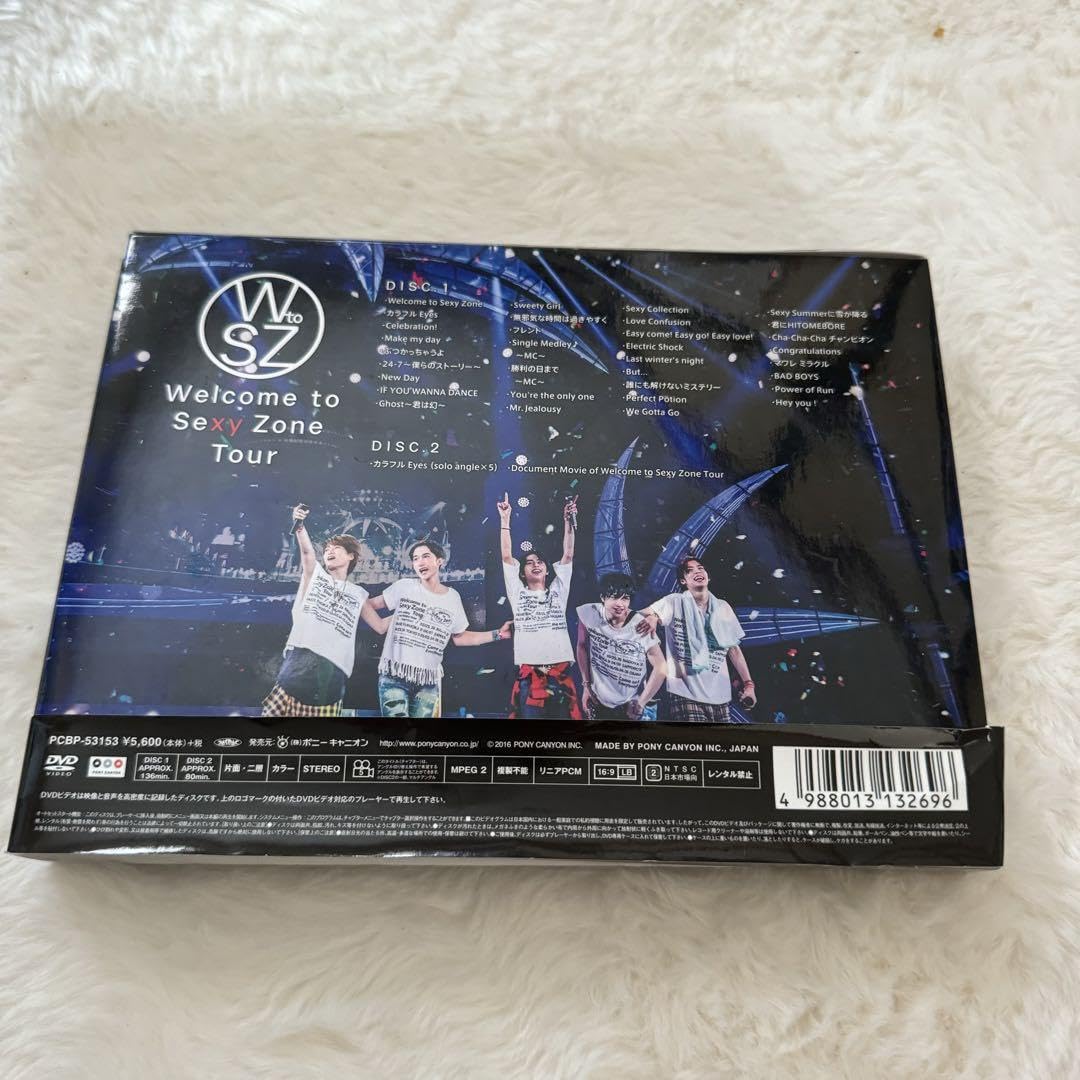 W to
SZ
Welcome to
Sexy Zone
Tour
DISC 1
・Welcome to Sexy Zone
・カラフル Eyes
・Celebration!
・Make my day
・ぶつかっちゃうよ
・24-7〜僕らのストーリー〜
・New Day
・IF YOU WANNA DANCE
・Ghost〜君は幻〜
・Sweety Girl
・無邪気な時間は過ぎやすく
・フレンド
・Single Medley♪
〜MC〜
・勝利の日まで
〜MC〜
・You're the only one
・Mr. Jealousy
・Sexy Collection
・Love Confusion
・Easy come! Easy go! Easy love!
・Electric Shock
・Last winter's night
・But...
・誰にも解けないミステリー
・Perfect Potion
・We Gotta Go
・Sexy Summerに雪が降る
・君にHITOMEBORE
・Cha-Cha-Cha チャンピオン
・Congratulations
・マワレ ミラクル
・BAD BOYS
・Power of Run
・Hey you !
DISC 2
・カラフル Eyes (solo angle×5)
・Document Movie of Welcome to Sexy Zone Tour
PCBP-53153 ¥5,600(本体)+税
発売元: (株)ポニーキャニオン
http://www.ponycanyon.co.jp/
© 2016 PONY CANYON INC.
MADE BY PONY CANYON INC., JAPAN
DVD VIDEO
PONY CANYON
DISC 1 APPROX. 136min.
DISC 2 APPROX. 80min.
片面・二層
カラー
STEREO
5
MPEG 2
複製不能
リニアPCM
16:9 LB
2 NTSC 日本市場向
レンタル禁止
4 988013 132696
DVDビデオは映像と音声を高密度に記録したディスクです。上のロゴマークの付いたDVDビデオ対応のプレーヤーで再生して下さい。